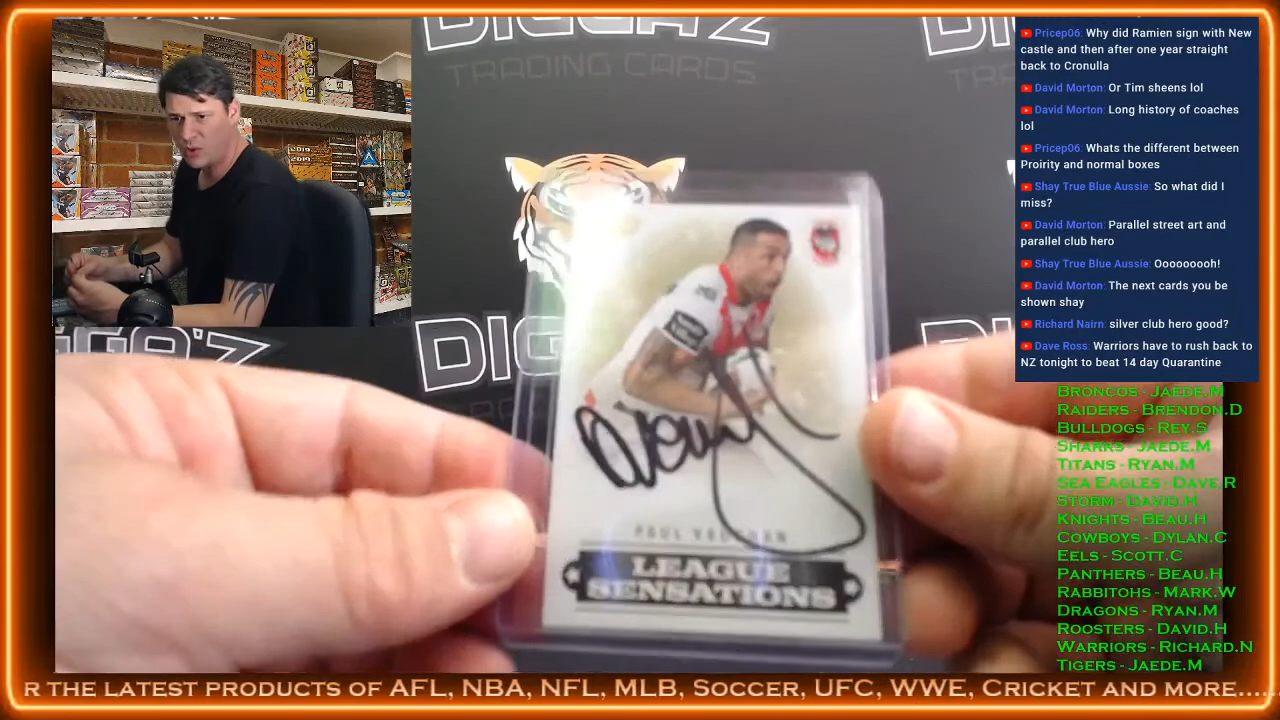 DIGGA'Z
TRADING CARDS
2019
2019
PAUL VAUGHAN
LEAGUE
SENSATIONS
Pricep06: Why did Ramien sign with New
castle and then after one year straight
back to Cronulla
David Morton: Or Tim sheens lol
David Morton: Long history of coaches
lol
Pricep06: Whats the different between
Proirity and normal boxes
Shay True Blue Aussie: So what did I
miss?
David Morton: Parallel street art and
parallel club hero
Shay True Blue Aussie: Ooooooooh!
David Morton: The next cards you be
shown shay
Richard Nairn: silver club hero good?
Dave Ross: Warriors have to rush back to
NZ tonight to beat 14 day Quarantine
Broncos - Jaede.M
Raiders - Brendon.D
Bulldogs - Rey.S
Sharks - Jaede.M
Titans - Ryan.M
Sea Eagles - Dave.R
Storm - David.H
Knights - Beau.H
Cowboys - Dylan.C
Eels - Scott.C
Panthers - Beau.H
Rabbitohs - Mark.W
Dragons - Ryan.M
Roosters - David.H
Warriors - Richard.N
Tigers - Jaede.M
R the latest products of AFL, NBA, NFL, MLB, Soccer, UFC, WWE, Cricket and more.....